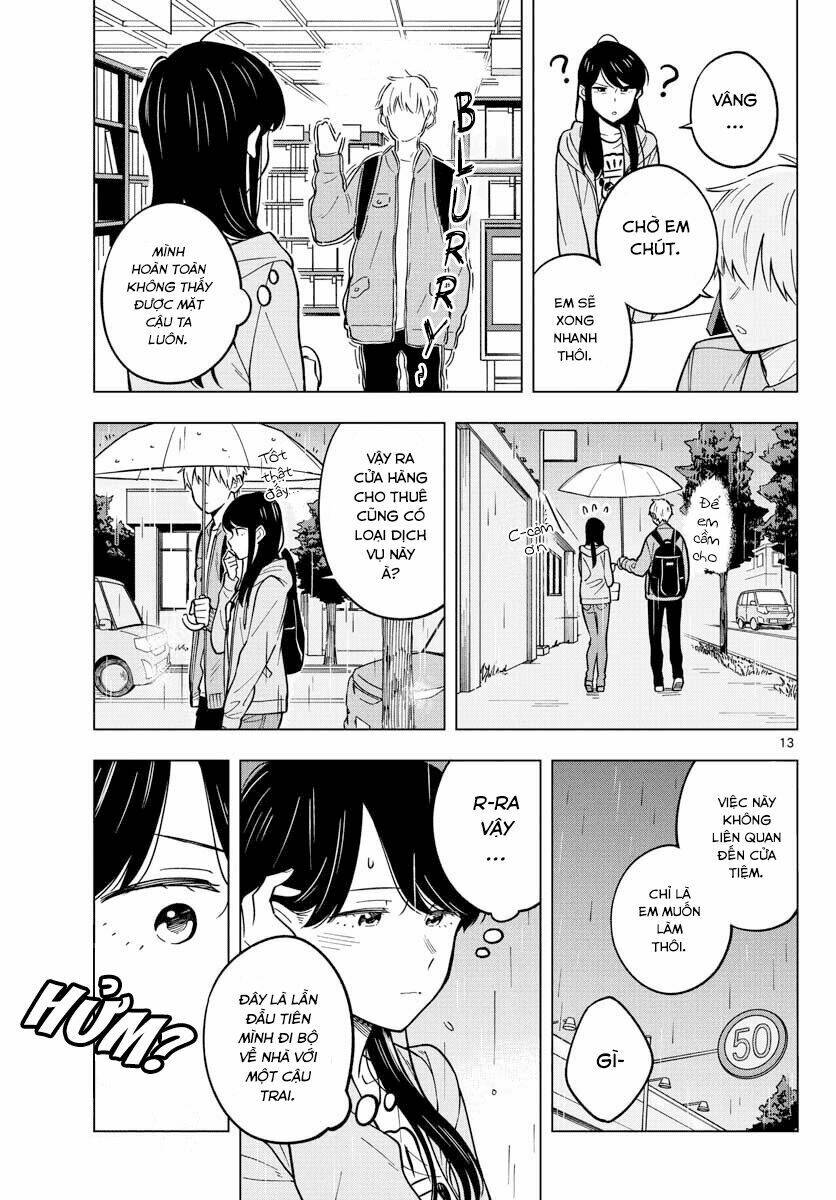 VÂNG
...
CHỜ EM
CHÚT.
EM SẼ
XONG
NHANH
THÔI.
?
?
BLURRY
MÌNH
HOÀN TOÀN
KHÔNG THẤY
ĐƯỢC MẶT
CẬU TA
LUÔN.
Để
em
cầm
cho
C-cảm
ơn
VẬY RA
CỬA HÀNG
CHO THUÊ
CŨNG CÓ
LOẠI DỊCH
VỤ NÀY
À?
Tốt
thật
đấy...
13
VIỆC NÀY
KHÔNG
LIÊN QUAN
ĐẾN CỬA
TIỆM.
CHỈ LÀ
EM MUỐN
LÀM
THÔI.
GÌ-
50
R-RA
VẬY
...
ĐÂY LÀ LẦN
ĐẦU TIÊN
MÌNH ĐI BỘ
VỀ NHÀ VỚI
MỘT CẬU
TRAI.
HỬM?